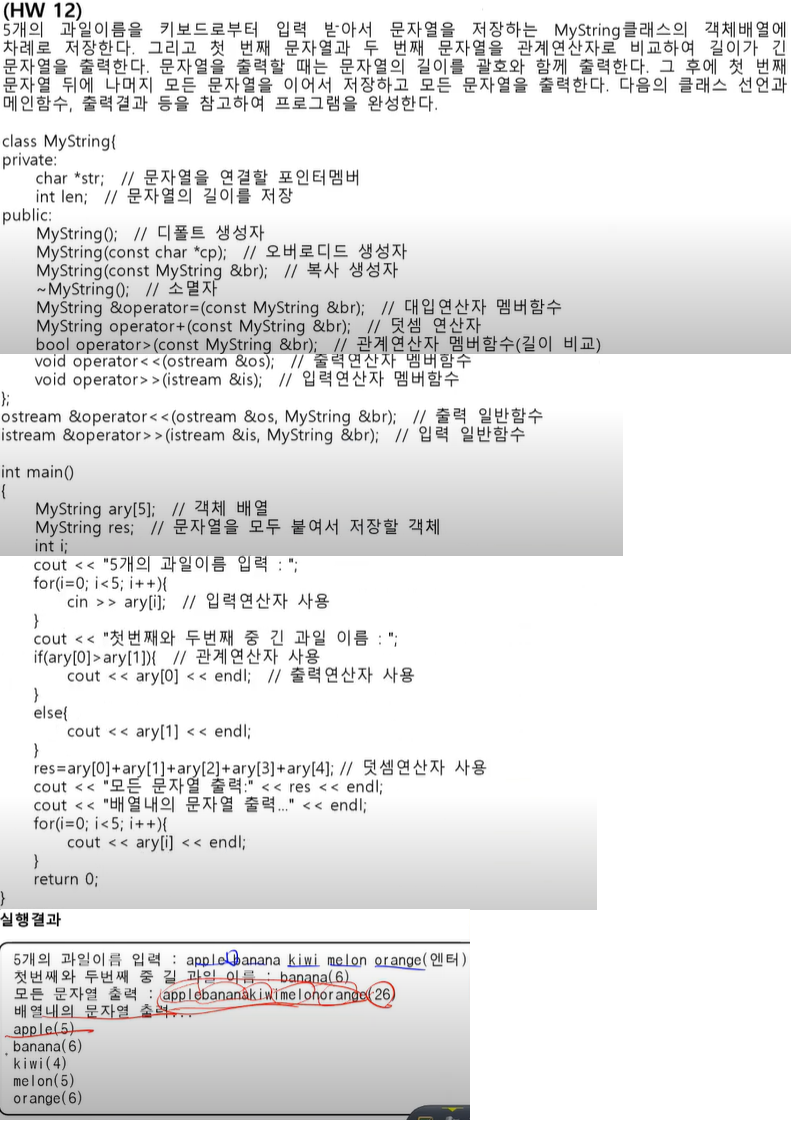 (HW 12)
5개의 과일이름을 키보드로부터 입력 받아서 문자열을 저장하는 MyString클래스의 객체배열에
차례로 저장한다. 그리고 첫 번째 문자열과 두 번째 문자열을 관계연산자로 비교하여 길이가 긴
문자열을 출력한다. 문자열을 출력할 때는 문자열의 길이를 괄호와 함께 출력한다. 그 후에 첫 번째
문자열 뒤에 나머지 모든 문자열을 이어서 저장하고 모든 문자열을 출력한다. 다음의 클래스 선언과
메인함수, 출력결과 등을 참고하여 프로그램을 완성한다.
class MyString{
private:
char *str; // 문자열을 연결할 포인터멤버
int len; // 문자열의 길이를 저장
public:
MyString(); // 디폴트 생성자
MyString(const char *cp); // 오버로디드 생성자
MyString(const MyString &br); // 복사 생성자
~MyString(); // 소멸자
MyString &operator=(const MyString &br); // 대입연산자 멤버함수
MyString operator+(const MyString &br); // 덧셈 연산자
bool operator>(const MyString &br); // 관계연산자 멤버함수(길이 비교)
void operator<<(ostream &os); // 출력연산자 멤버함수
void operator>>(istream &is); // 입력연산자 멤버함수
};
ostream &operator<<(ostream &os, MyString &br); // 출력 일반함수
istream &operator>>(istream &is, MyString &br); // 입력 일반함수
int main()
{
MyString ary[5]; // 객체 배열
MyString res; // 문자열을 모두 붙여서 저장할 객체
int i;
cout << "5개의 과일이름 입력 : ";
for(i=0; i<5; i++){
cin >> ary[i]; // 입력연산자 사용
}
cout << "첫번째와 두번째 중 긴 과일 이름 : ";
if(ary[0]>ary[1]){ // 관계연산자 사용
cout << ary[0] << endl; // 출력연산자 사용
}
else{
cout << ary[1] << endl;
}
res=ary[0]+ary[1]+ary[2]+ary[3]+ary[4]; // 덧셈연산자 사용
cout << "모든 문자열 출력:" << res << endl;
cout << "배열내의 문자열 출력..." << endl;
for(i=0; i<5; i++){
cout << ary[i] << endl;
}
return 0;
}
실행결과
5개의 과일이름 입력 : apple banana kiwi melon orange(엔터)
첫번째와 두번째 중 길 과일 이름 : banana(6)
모든 문자열 출력 : applebananakiwimelonorange(26)
배열내의 문자열 출력...
apple(5)
banana(6)
kiwi(4)
melon(5)
orange(6)